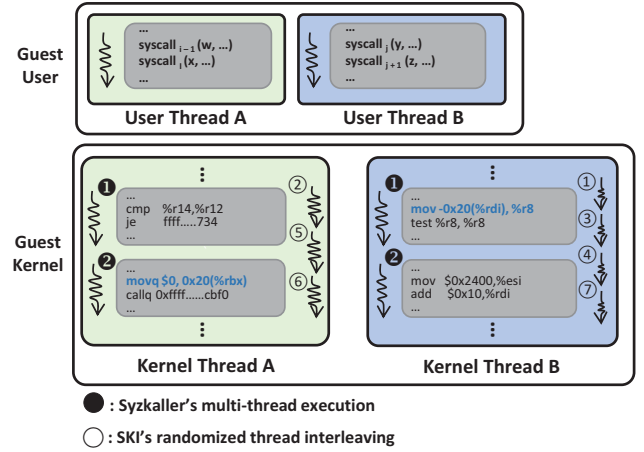 Guest
User
...
syscall i-1 (w, ...)
syscall i (x, ...)
...
User Thread A
...
syscall j (y, ...)
syscall j+1 (z, ...)
...
User Thread B
Guest
Kernel
⋮
❶
②
...
cmp %r14,%r12
je ffff.....734
...
⑤
❷
...
movq $0, 0x20(%rbx)
callq 0xffff......cbf0
...
⑥
⋮
Kernel Thread A
⋮
❶
①
...
mov -0x20(%rdi), %r8
test %r8, %r8
...
③
❷
④
...
mov $0x2400,%esi
add $0x10,%rdi
...
⑦
⋮
Kernel Thread B
● : Syzkaller's multi-thread execution
○ : SKI's randomized thread interleaving